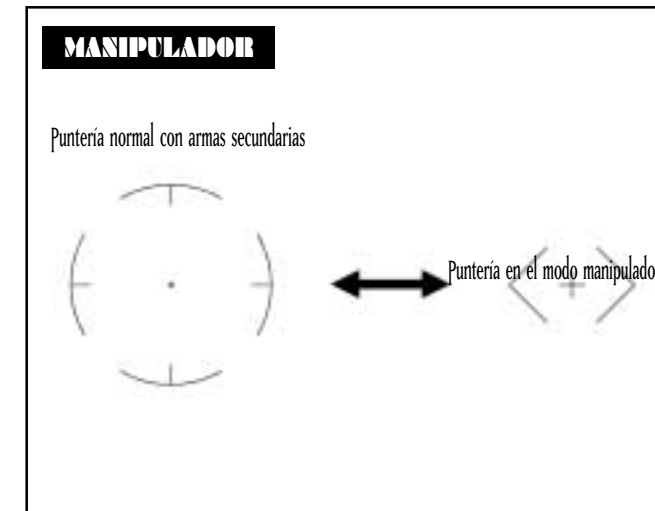 MANIPULADOR
Puntería normal con armas secundarias
Puntería en el modo manipulado